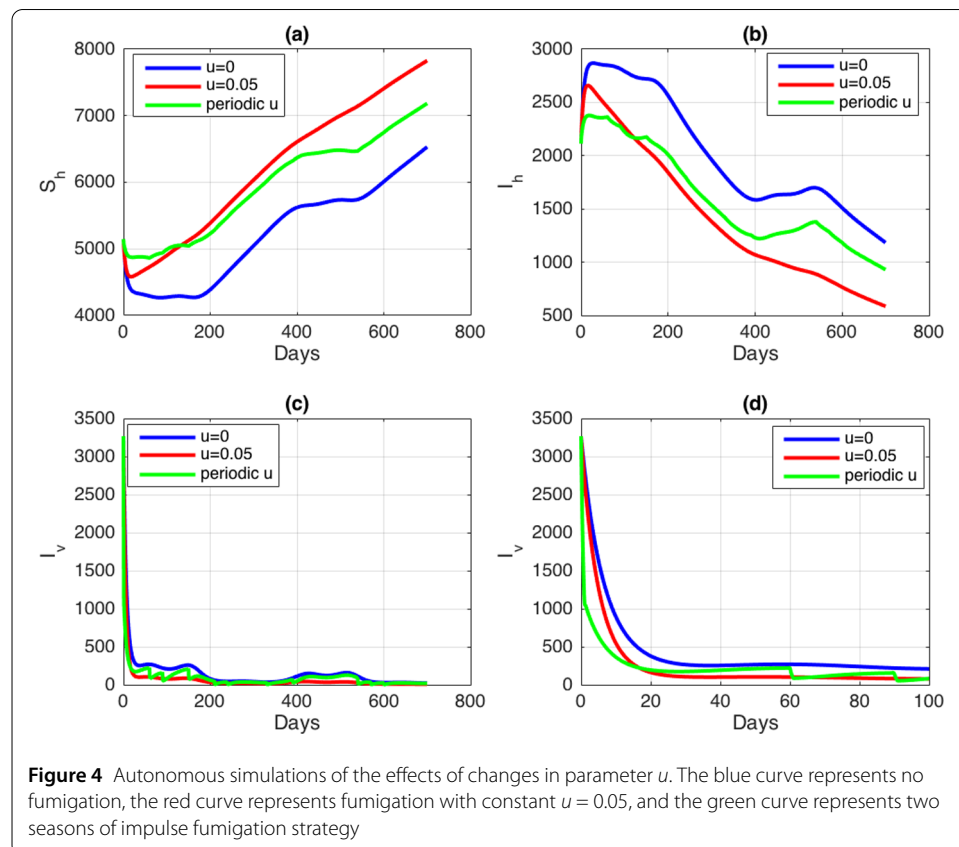 (a)
8000
7000
6000
5000
4000
S_h
u=0
u=0.05
periodic u
0 200 400 600 800
Days
(b)
3000
2500
2000
1500
1000
500
I_h
u=0
u=0.05
periodic u
0 100 200 300 400 500 600 700 800
Days
(c)
3500
3000
2500
2000
1500
1000
500
0
I_v
u=0
u=0.05
periodic u
0 200 400 600 800
Days
(d)
3500
3000
2500
2000
1500
1000
500
0
I_v
u=0
u=0.05
periodic u
0 20 40 60 80 100
Days
Figure 4 Autonomous simulations of the effects of changes in parameter u. The blue curve represents no
fumigation, the red curve represents fumigation with constant u = 0.05, and the green curve represents two
seasons of impulse fumigation strategy